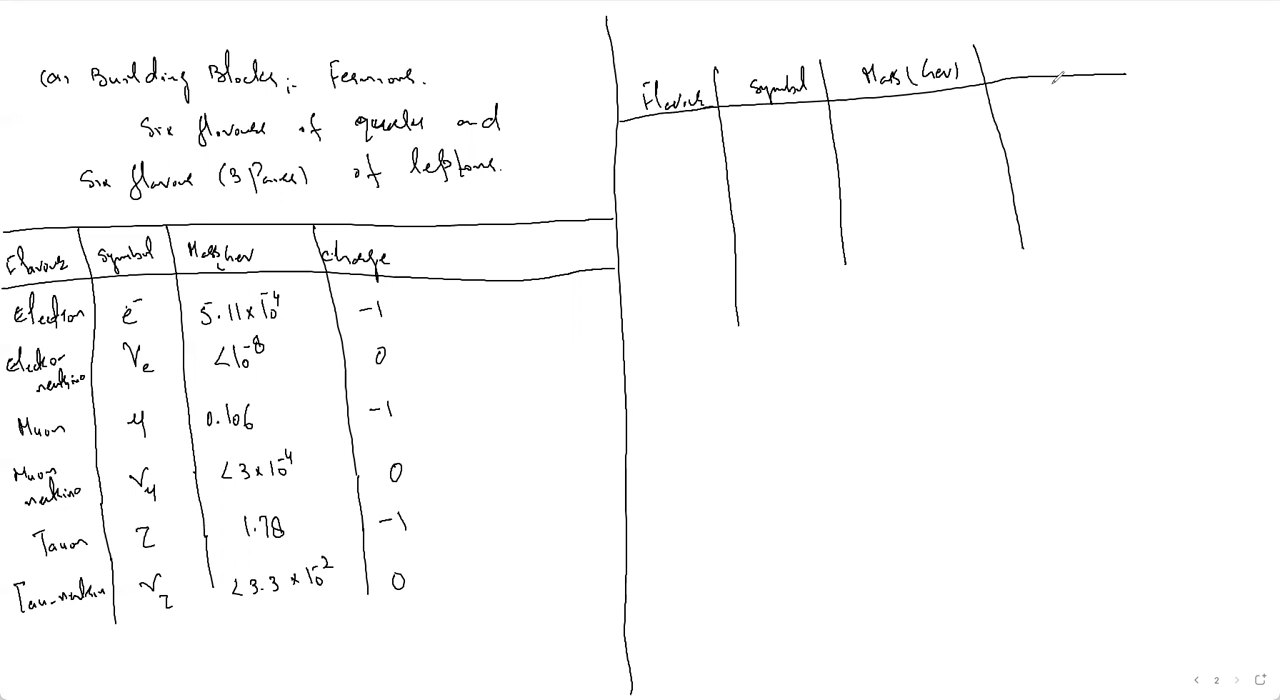 (a) Building Blocks:- Fermions.
Six flavours of quarks and
Six flavours (3 Pairs) of leptons.
Flavour Symbol Mass Gev Charge
Electron e⁻ 5.11×10⁻⁴ -1
Electro-neutrino νe <10⁻⁸ 0
Muon μ 0.106 -1
Muon neutrino νμ <3×10⁻⁴ 0
Tauon τ 1.78 -1
Tau-neutrino ντ <3.3×10⁻² 0
Flavour Symbol Mass (Gev)
2